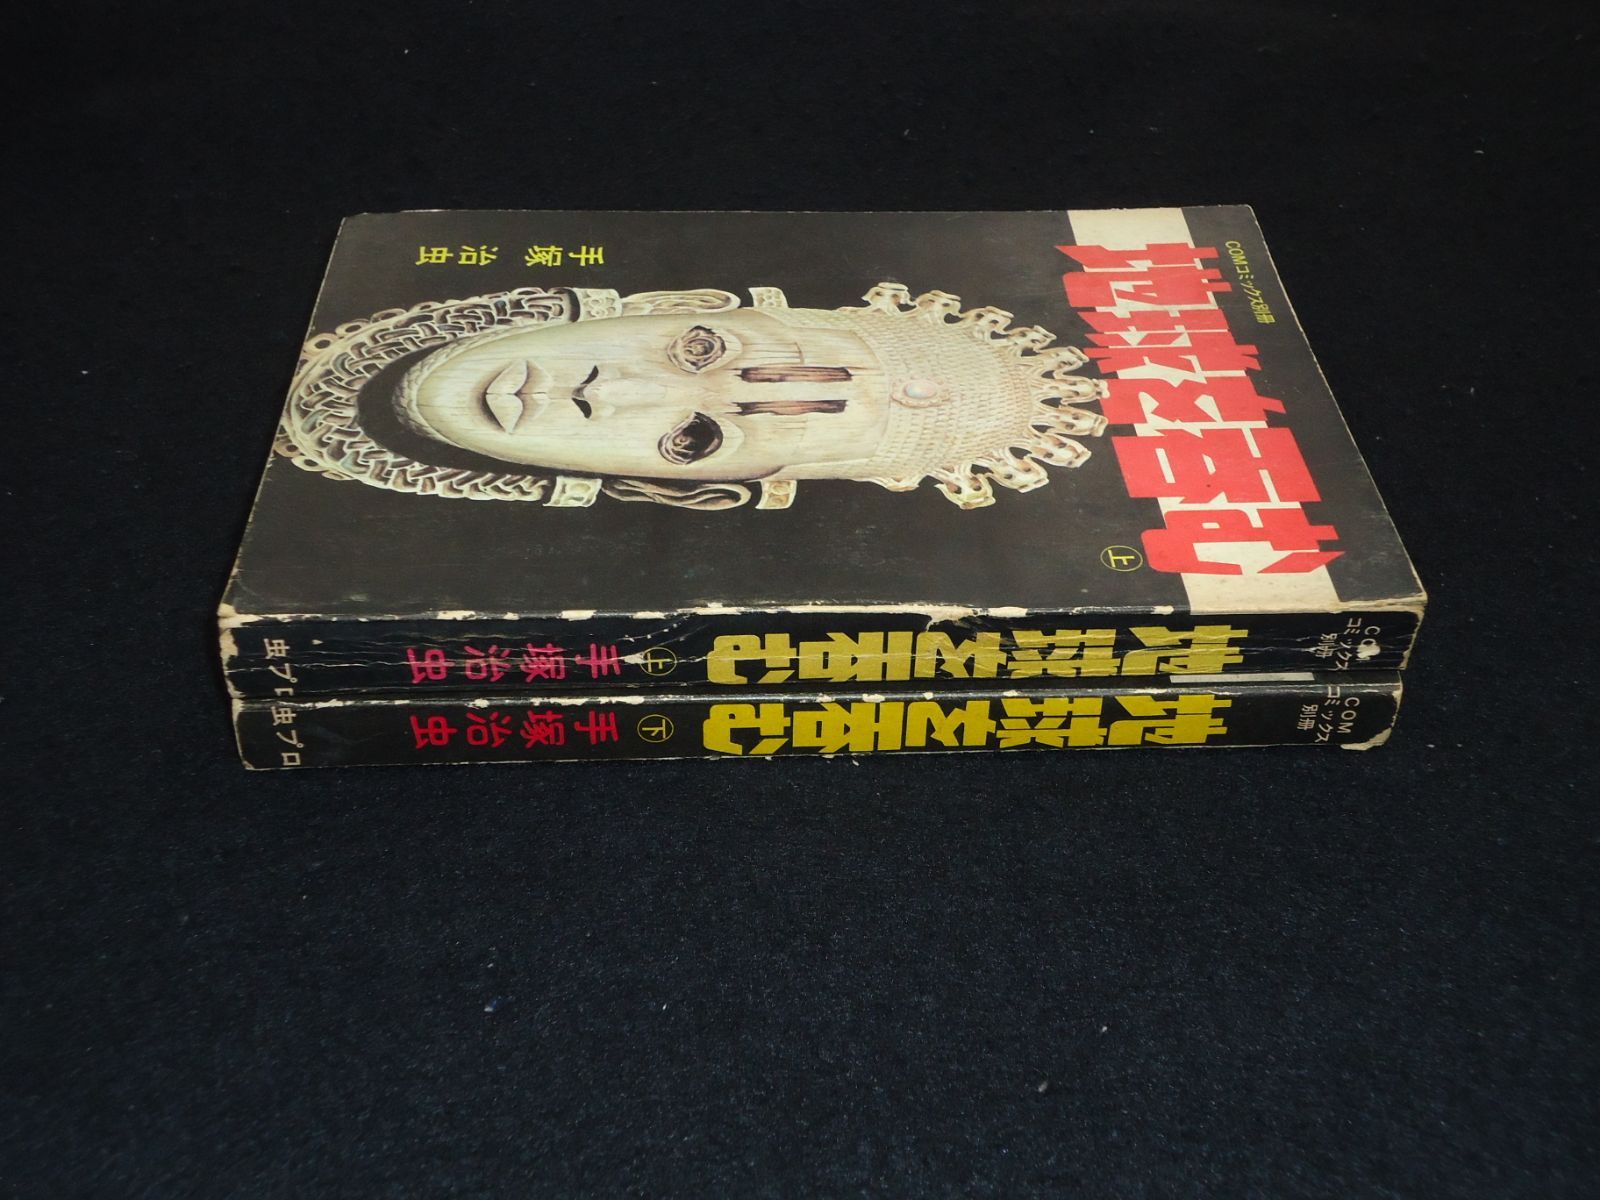 COMコミックス別冊
地球を呑む
上
手塚治虫
COM
コミックス
別冊
地球を呑む
上
手塚治虫
虫プロ
COM
コミックス
別冊
地球を呑む
下
手塚治虫
虫プロ